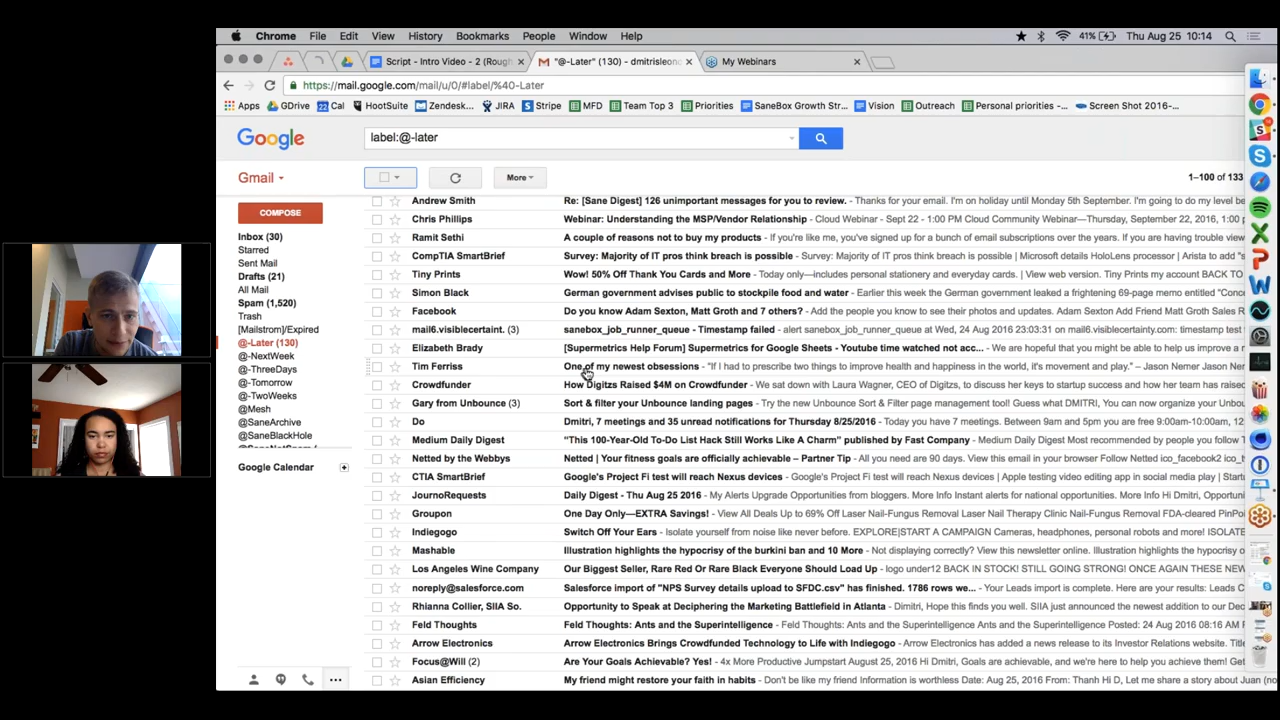 Chrome File Edit View History Bookmarks People Window Help 41% Thu Aug 25 10:14
Script - Intro Video - 2 (Rough "@-Later" (130) - dmitrisleono My Webinars
https://mail.google.com/mail/u/0/#label/%40-Later
Apps GDrive 22 Cal HootSuite Zendesk... JIRA Stripe MFD Team Top 3 Priorities SaneBox Growth Str... Vision Outreach Personal priorities -... Screen Shot 2016-...
Google label:@-later
Gmail More 1–100 of 133
COMPOSE
Inbox (30)
Starred
Sent Mail
Drafts (21)
All Mail
Spam (1,520)
Trash
[Mailstrom]/Expired
@-Later (130)
@-NextWeek
@-ThreeDays
@-Tomorrow
@-TwoWeeks
@Mesh
@SaneArchive
@SaneBlackHole
Google Calendar
Andrew Smith Re: [Sane Digest] 126 unimportant messages for you to review. - Thanks for your email. I'm on holiday until Monday 5th September. I'm going to do my level be
Chris Phillips Webinar: Understanding the MSP/Vendor Relationship - Cloud Webinar - Sept 22 - 1:00 PM Cloud Community Webinar—Thursday, September 22, 2016, 1:00 p
Ramit Sethi A couple of reasons not to buy my products - If you're like me, you've signed up for a bunch of email subscriptions over the years. If you are having trouble view
CompTIA SmartBrief Survey: Majority of IT pros think breach is possible - Survey: Majority of IT pros think breach is possible | Microsoft details HoloLens processor | Arista to add "s
Tiny Prints Wow! 50% Off Thank You Cards and More - Today only—includes personal stationery and everyday cards. | View web version. Tiny Prints my account BACK TO
Simon Black German government advises public to stockpile food and water - Earlier this week the German government leaked a frightening 69-page memo entitled "Conc
Facebook Do you know Adam Sexton, Matt Groth and 7 others? - Add the people you know to see their photos and updates. Adam Sexton Add Friend Matt Groth Sales R
mail6.visiblecertaint. (3) sanebox_job_runner_queue - Timestamp failed - alert sanebox_job_runner_queue at Wed, 24 Aug 2016 23:03:31 on mail6.visiblecertainty.com: timestamp test
Elizabeth Brady [Supermetrics Help Forum] Supermetrics for Google Sheets - Youtube time watched not acc... - We are hopeful that you might be able to help us improve a
Tim Ferriss One of my newest obsessions - "If I had to prescribe two things to improve health and happiness in the world, it's movement and play." – Jason Nemer Jason Nemer
Crowdfunder How Digitzs Raised $4M on Crowdfunder - We sat down with Laura Wagner, CEO of Digitzs, to discuss her keys to startup success and how her team has raised
Gary from Unbounce (3) Sort & filter your Unbounce landing pages - Try the new Unbounce Sort & Filter page management tool! Guess what DMITRI, You can now organize your Unbo
Do Dmitri, 7 meetings and 35 unread notifications for Thursday 8/25/2016 - Today you have 7 meetings. Between 9am and 5pm you are free 9:00am-10:00am, 12
Medium Daily Digest "This 100-Year-Old To-Do List Hack Still Works Like A Charm" published by Fast Company - Medium Daily Digest Most recommended by people you follow
Netted by the Webbys Netted | Your fitness goals are officially achievable – Partner Tip - All you need are 90 days. View this email in your browser Follow Netted ico_facebook2 ico_tw
CTIA SmartBrief Google's Project Fi test will reach Nexus devices - Google's Project Fi test will reach Nexus devices | Apple testing video editing app in social media play |
JournoRequests Daily Digest - Thu Aug 25 2016 - My Alerts Upgrade Opportunities from bloggers. More Info Instant alerts for national opportunities. More Info Hi Dmitri, Opportuni
Groupon One Day Only—EXTRA Savings! - View All Deals Up to 69% Off Laser Nail-Fungus Removal Laser Nail Therapy Clinic Nail-Fungus Removal FDA-cleared PinPoi
Indiegogo Switch Off Your Ears - Isolate yourself from noise like never before. EXPLORE|START A CAMPAIGN Cameras, headphones, personal robots and more! ISOLATE
Mashable Illustration highlights the hypocrisy of the burkini ban and 10 More - Not displaying correctly? View this newsletter online. Illustration highlights the hypocrisy
Los Angeles Wine Company Our Biggest Seller, Rare Red Or Rare Black Everyone Should Load Up - logo under12 BACK IN STOCK! STILL GOING STRONG! ONCE AGAIN THESE NEW
noreply@salesforce.com Salesforce import of "NPS Survey details upload to SFDC.csv" has finished. 1786 rows we... - Your Leads import is complete. Here are your results: Leads C
Rhianna Collier, SIIA So. Opportunity to Speak at Deciphering the Marketing Battlefield in Atlanta - Dimitri, Hope this finds you well. SIIA just announced the newest addition to our Dec
Feld Thoughts Feld Thoughts: Ants and the Superintelligence - Feld Thoughts: Ants and the Superintelligence Ants and the Superintelligence Posted: 24 Aug 2016 08:16 AM
Arrow Electronics Arrow Electronics Brings Crowdfunded Technology to Life with Indiegogo - Arrow Electronics has added a news release to its Investor Relations website. Title:
Focus@Will (2) Are Your Goals Achievable? Yes! - 4x More Productive Jumpstart August 25, 2016 Hi Dmitri, Goals are achievable, and we're here to help you achieve them! Get
Asian Efficiency My friend might restore your faith in habits - Don't be like my friend Information is worthless Date: Aug 25, 2016 From: Thanh Hi D, Let me share a story about Juan (no